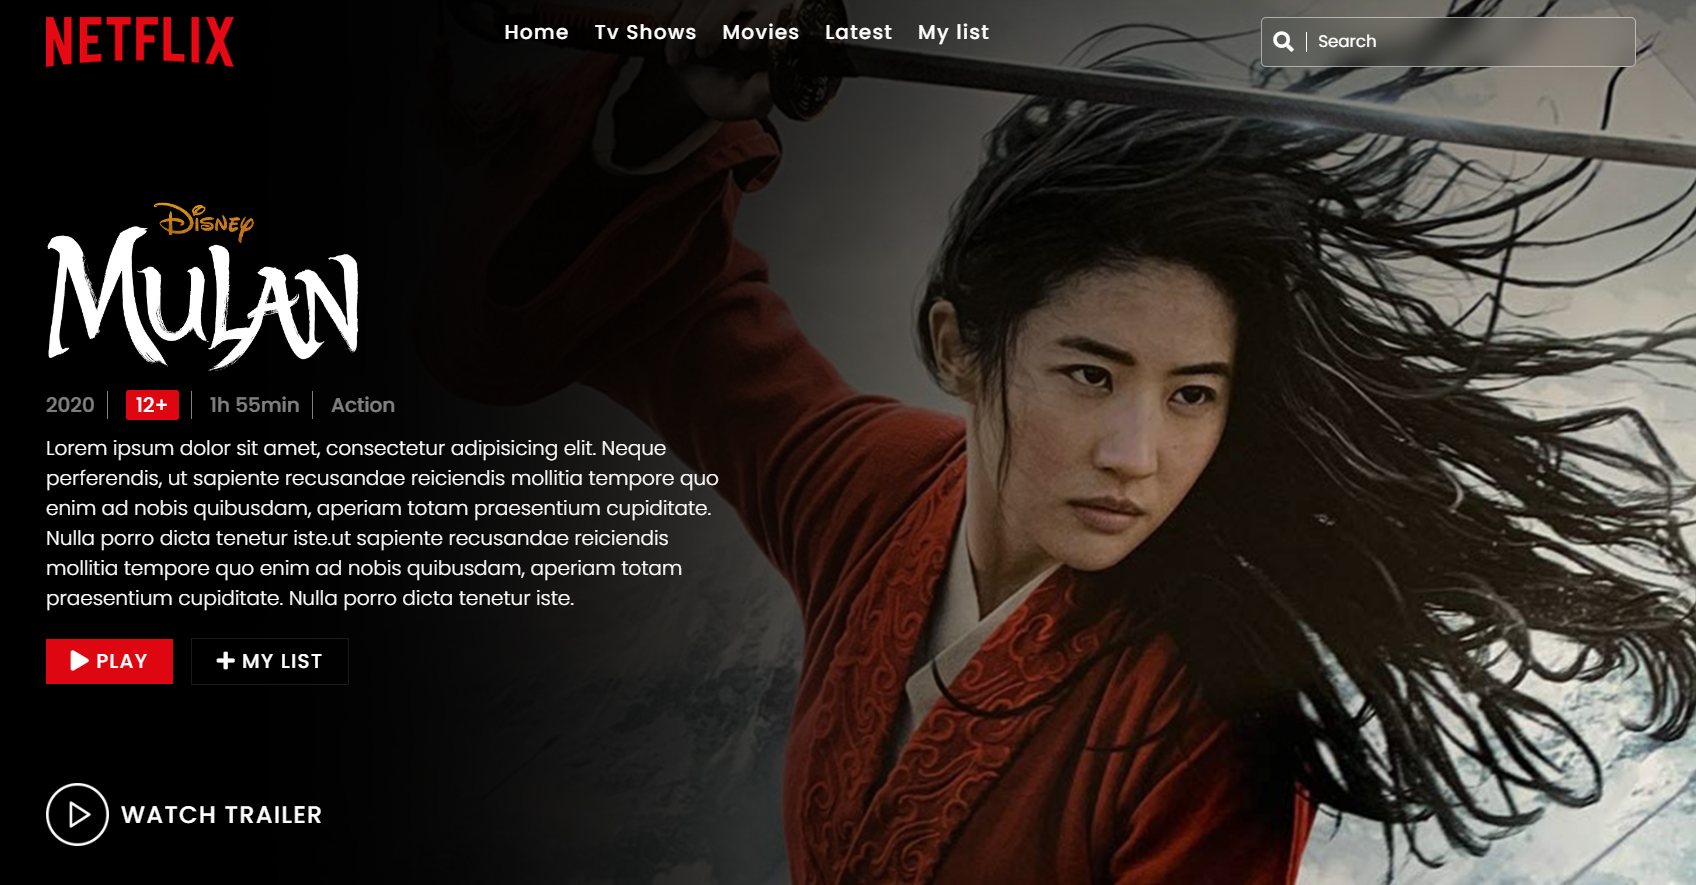 NETFLIX
Home Tv Shows Movies Latest My list
Search
DISNEY
MULAN
2020 12+ 1h 55min Action
Lorem ipsum dolor sit amet, consectetur adipisicing elit. Neque
perferendis, ut sapiente recusandae reiciendis mollitia tempore quo
enim ad nobis quibusdam, aperiam totam praesentium cupiditate.
Nulla porro dicta tenetur iste.ut sapiente recusandae reiciendis
mollitia tempore quo enim ad nobis quibusdam, aperiam totam
praesentium cupiditate. Nulla porro dicta tenetur iste.
PLAY MY LIST
WATCH TRAILER